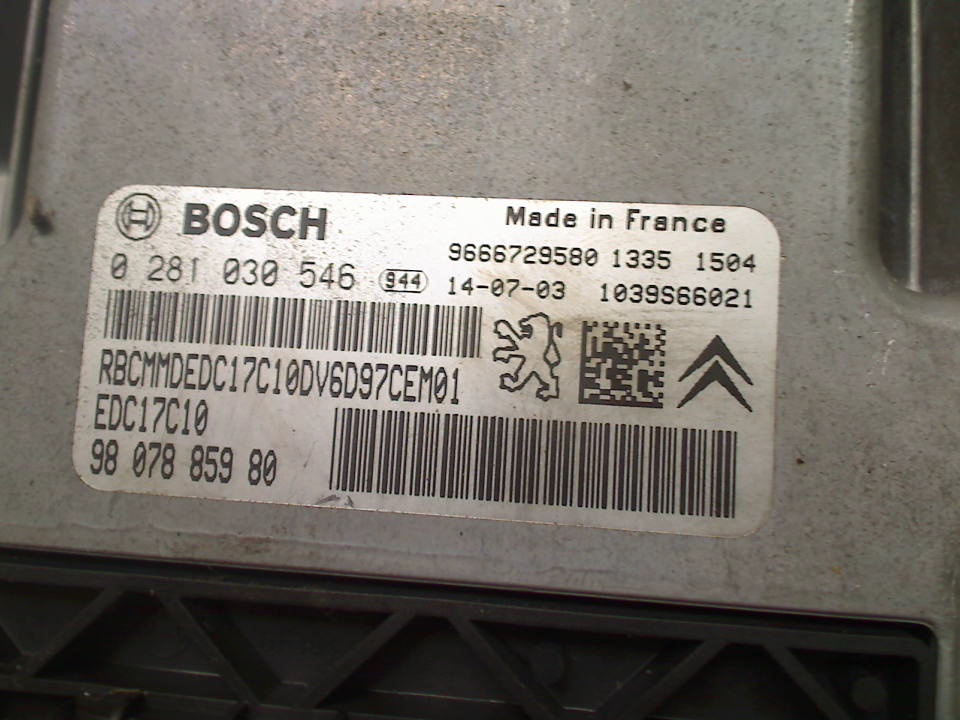 BOSCH
Made in France
0 281 030 546 944
9666729580 1335 1504
14-07-03 1039S66021
RBCMMDEDC17C10DV6D97CEM01
EDC17C10
98 078 859 80